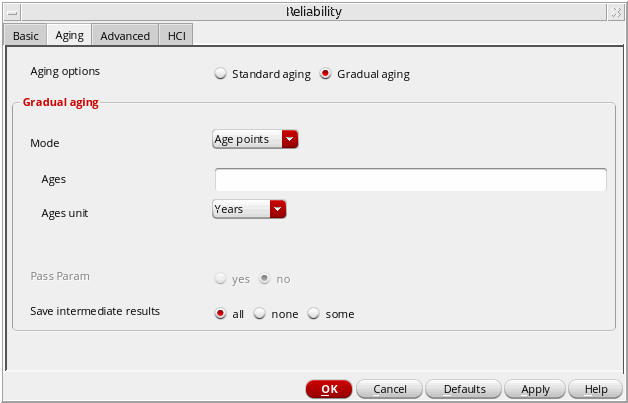 Reliability
Basic Aging Advanced HCI
Aging options Standard aging Gradual aging
Gradual aging
Mode Age points
Ages
Ages unit Years
Pass Param yes no
Save intermediate results all none some
OK Cancel Defaults Apply Help